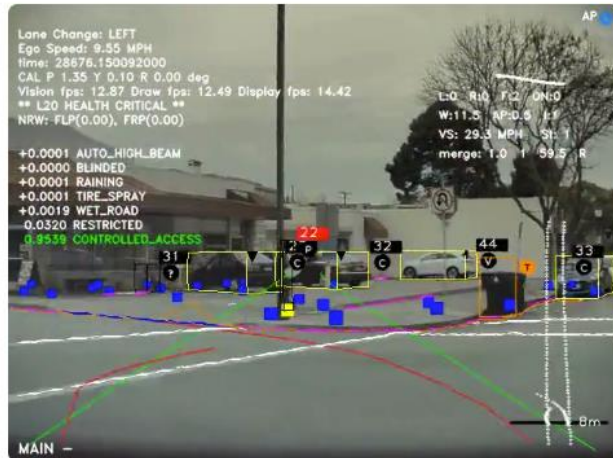 AP
Lane Change: LEFT
Ego Speed: 9.55 MPH
time: 28676.150092000
CAL P 1.35 Y 0.10 R 0.00 deg
Vision fps: 12.87 Draw fps: 12.49 Display fps: 14.42
** L20 HEALTH CRITICAL **
NRW: FLP(0.00), FRP(0.00)
L:0 R:0 F:2 ON:0
W:11.5 AP:0.5 I:1
VS: 29.3 MPH St: 1
merge: 1.0 1 59.5 R
+0.0001 AUTO_HIGH_BEAM
+0.0000 BLINDED
+0.0001 RAINING
+0.0001 TIRE_SPRAY
+0.0019 WET_ROAD
0.0320 RESTRICTED
0.9539 CONTROLLED_ACCESS
22
31
32
44
33
?
C
P
C
V
T
C
8m
MAIN -